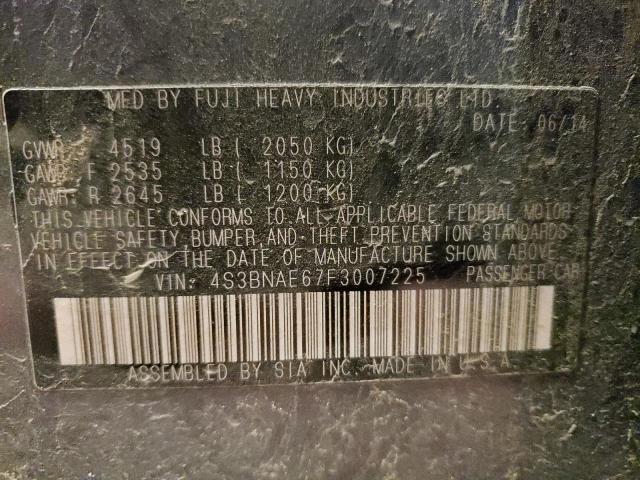 MFD BY FUJI HEAVY INDUSTRIES LTD.
DATE 06/14
GVWR: 4519 LB ( 2050 KG)
GAWR: F 2535 LB ( 1150 KG)
GAWR: R 2645 LB ( 1200 KG)
THIS VEHICLE CONFORMS TO ALL APPLICABLE FEDERAL MOTOR
VEHICLE SAFETY, BUMPER, AND THEFT PREVENTION STANDARDS
IN EFFECT ON THE DATE OF MANUFACTURE SHOWN ABOVE
VIN: 4S3BNAE67F3007225 PASSENGER CAR
ASSEMBLED BY SIA INC. MADE IN U.S.A.